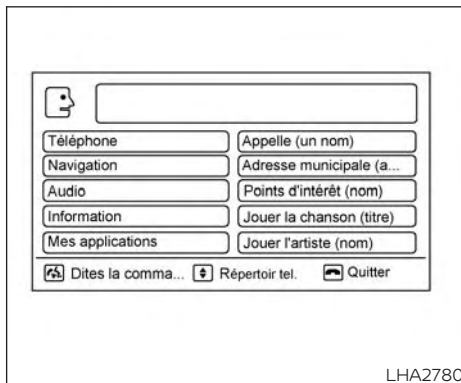 Téléphone
Appelle (un nom)
Navigation
Adresse municipale (a...
Audio
Points d'intérêt (nom)
Information
Jouer la chanson (titre)
Mes applications
Jouer l'artiste (nom)
Dites la comma... Répertoir tel. Quitter
LHA2780